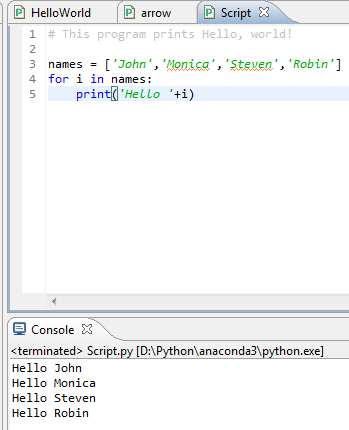 HelloWorld arrow Script
1 # This program prints Hello, world!
2
3 names = ['John','Monica','Steven','Robin']
4 for i in names:
5     print('Hello '+i)
Console
<terminated> Script.py [D:\Python\anaconda3\python.exe]
Hello John
Hello Monica
Hello Steven
Hello Robin